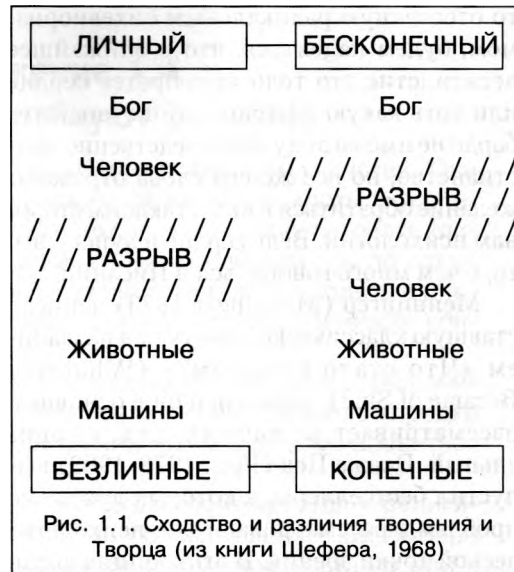 ЛИЧНЫЙ БЕСКОНЕЧНЫЙ
Бог Бог
Человек
РАЗРЫВ
РАЗРЫВ
Человек
Животные Животные
Машины Машины
БЕЗЛИЧНЫЕ КОНЕЧНЫЕ
Рис. 1.1. Сходство и различия творения и
Творца (из книги Шефера, 1968)